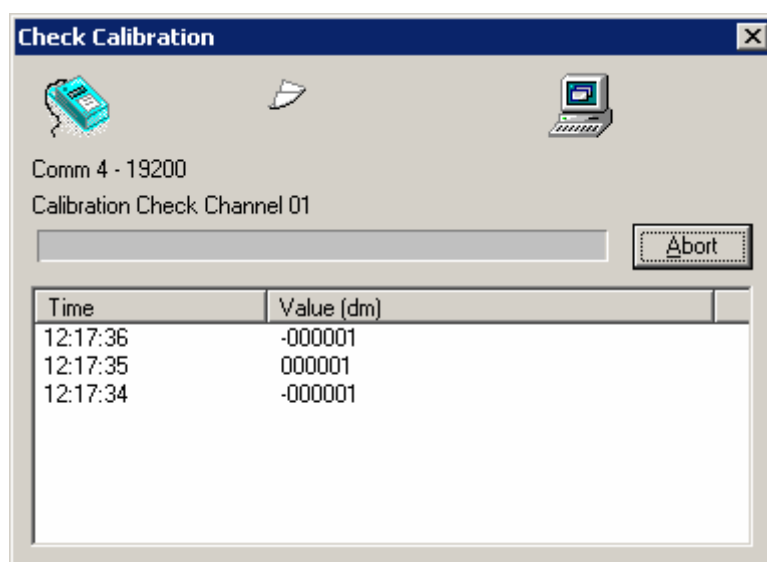 Check Calibration
Comm 4 - 19200
Calibration Check Channel 01
Abort
Time Value (dm)
12:17:36 -000001
12:17:35 000001
12:17:34 -000001